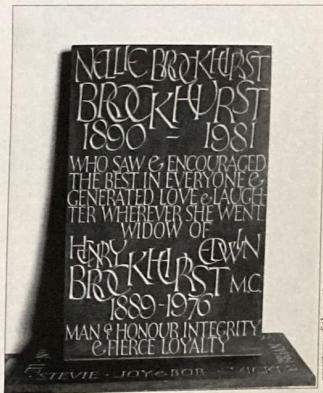 NELLIE BROCKHURST
BROCKHURST
1890 - 1981
WHO SAW & ENCOURAGED
THE BEST IN EVERYONE &
GENERATED LOVE & LAUGH-
TER WHEREVER SHE WENT
WIDOW OF
HENRY EDWIN
BROCKHURST M.C.
1889-1976
MAN OF HONOUR INTEGRITY
& FIERCE LOYALTY
STEVIE · JOY & BOB